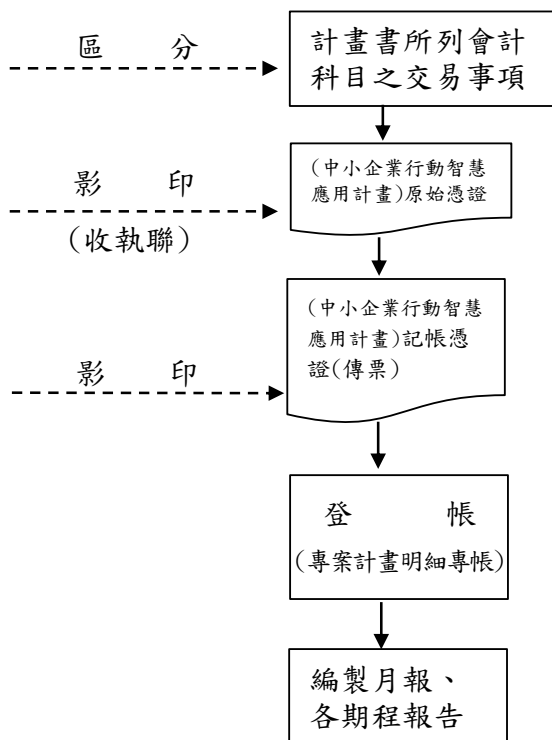 區　　分
計畫書所列會計
科目之交易事項
影　　印
(收執聯)
(中小企業行動智慧
應用計畫)原始憑證
影　　印
(中小企業行動智慧
應用計畫)記帳憑
證(傳票)
登　　帳
(專案計畫明細專帳)
編製月報、
各期程報告